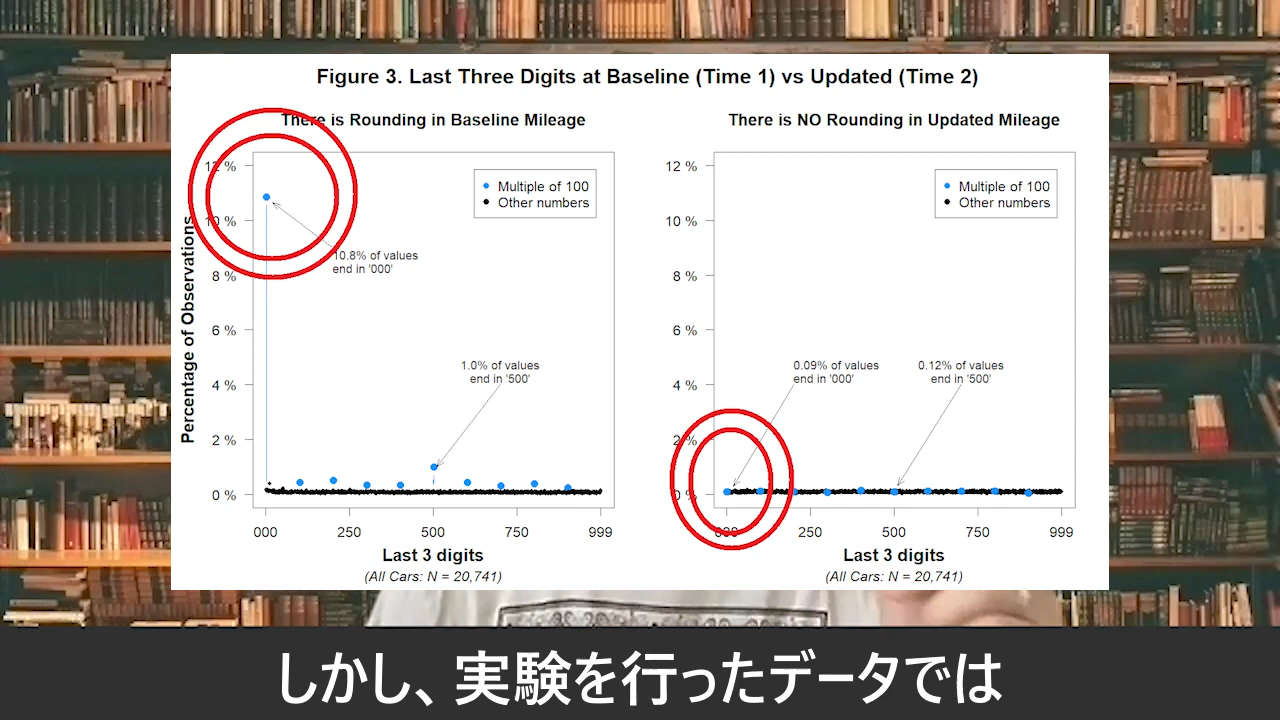 Figure 3. Last Three Digits at Baseline (Time 1) vs Updated (Time 2)
There is Rounding in Baseline Mileage
Percentage of Observations
12 %
10 %
8 %
6 %
4 %
2 %
0 %
Multiple of 100
Other numbers
10.8% of values
end in '000'
1.0% of values
end in '500'
000
250
500
750
999
Last 3 digits
(All Cars: N = 20,741)
There is NO Rounding in Updated Mileage
12 %
10 %
8 %
6 %
4 %
2 %
0 %
Multiple of 100
Other numbers
0.09% of values
end in '000'
0.12% of values
end in '500'
000
250
500
750
999
Last 3 digits
(All Cars: N = 20,741)
しかし、実験を行ったデータでは